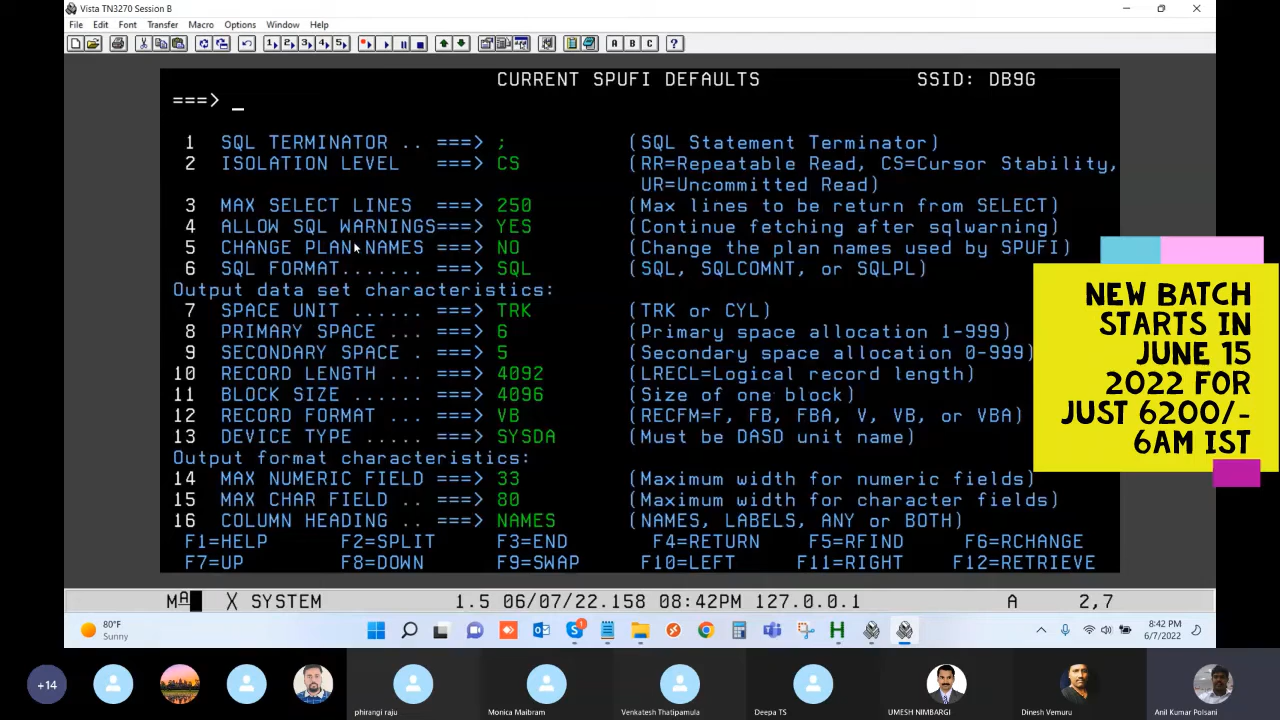 Vista TN3270 Session B
File Edit Font Transfer Macro Options Window Help
1 2 3 4 5 A B C ?
CURRENT SPUFI DEFAULTS SSID: DB9G
===> _
1 SQL TERMINATOR .. ===> ; (SQL Statement Terminator)
2 ISOLATION LEVEL ===> CS (RR=Repeatable Read, CS=Cursor Stability,
UR=Uncommitted Read)
3 MAX SELECT LINES ===> 250 (Max lines to be return from SELECT)
4 ALLOW SQL WARNINGS===> YES (Continue fetching after sqlwarning)
5 CHANGE PLAN NAMES ===> NO (Change the plan names used by SPUFI)
6 SQL FORMAT....... ===> SQL (SQL, SQLCOMNT, or SQLPL)
Output data set characteristics:
7 SPACE UNIT ...... ===> TRK (TRK or CYL)
8 PRIMARY SPACE ... ===> 6 (Primary space allocation 1-999)
9 SECONDARY SPACE . ===> 5 (Secondary space allocation 0-999)
10 RECORD LENGTH ... ===> 4092 (LRECL=Logical record length)
11 BLOCK SIZE ...... ===> 4096 (Size of one block)
12 RECORD FORMAT ... ===> VB (RECFM=F, FB, FBA, V, VB, or VBA)
13 DEVICE TYPE ..... ===> SYSDA (Must be DASD unit name)
Output format characteristics:
14 MAX NUMERIC FIELD ===> 33 (Maximum width for numeric fields)
15 MAX CHAR FIELD .. ===> 80 (Maximum width for character fields)
16 COLUMN HEADING .. ===> NAMES (NAMES, LABELS, ANY or BOTH)
F1=HELP F2=SPLIT F3=END F4=RETURN F5=RFIND F6=RCHANGE
F7=UP F8=DOWN F9=SWAP F10=LEFT F11=RIGHT F12=RETRIEVE
MA X SYSTEM 1.5 06/07/22.158 08:42PM 127.0.0.1 A 2,7
NEW BATCH
STARTS IN
JUNE 15
2022 FOR
JUST 6200/-
6AM IST
80°F
Sunny
8:42 PM
6/7/2022
+14
phirangi raju
Monica Maibram
Venkatesh Thatipamula
Deepa TS
UMESH NIMBARGI
Dinesh Vemuru
Anil Kumar Polsani